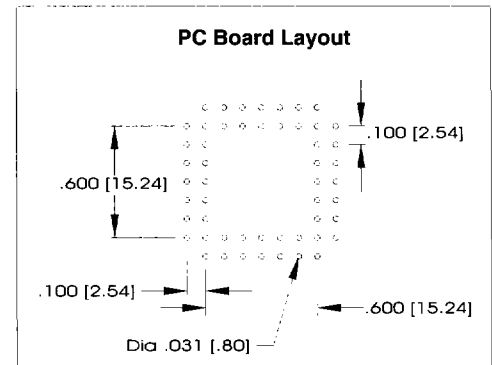 PC Board Layout
.100 [2.54]
.600 [15.24]
.100 [2.54]
.600 [15.24]
Dia .031 [.80]